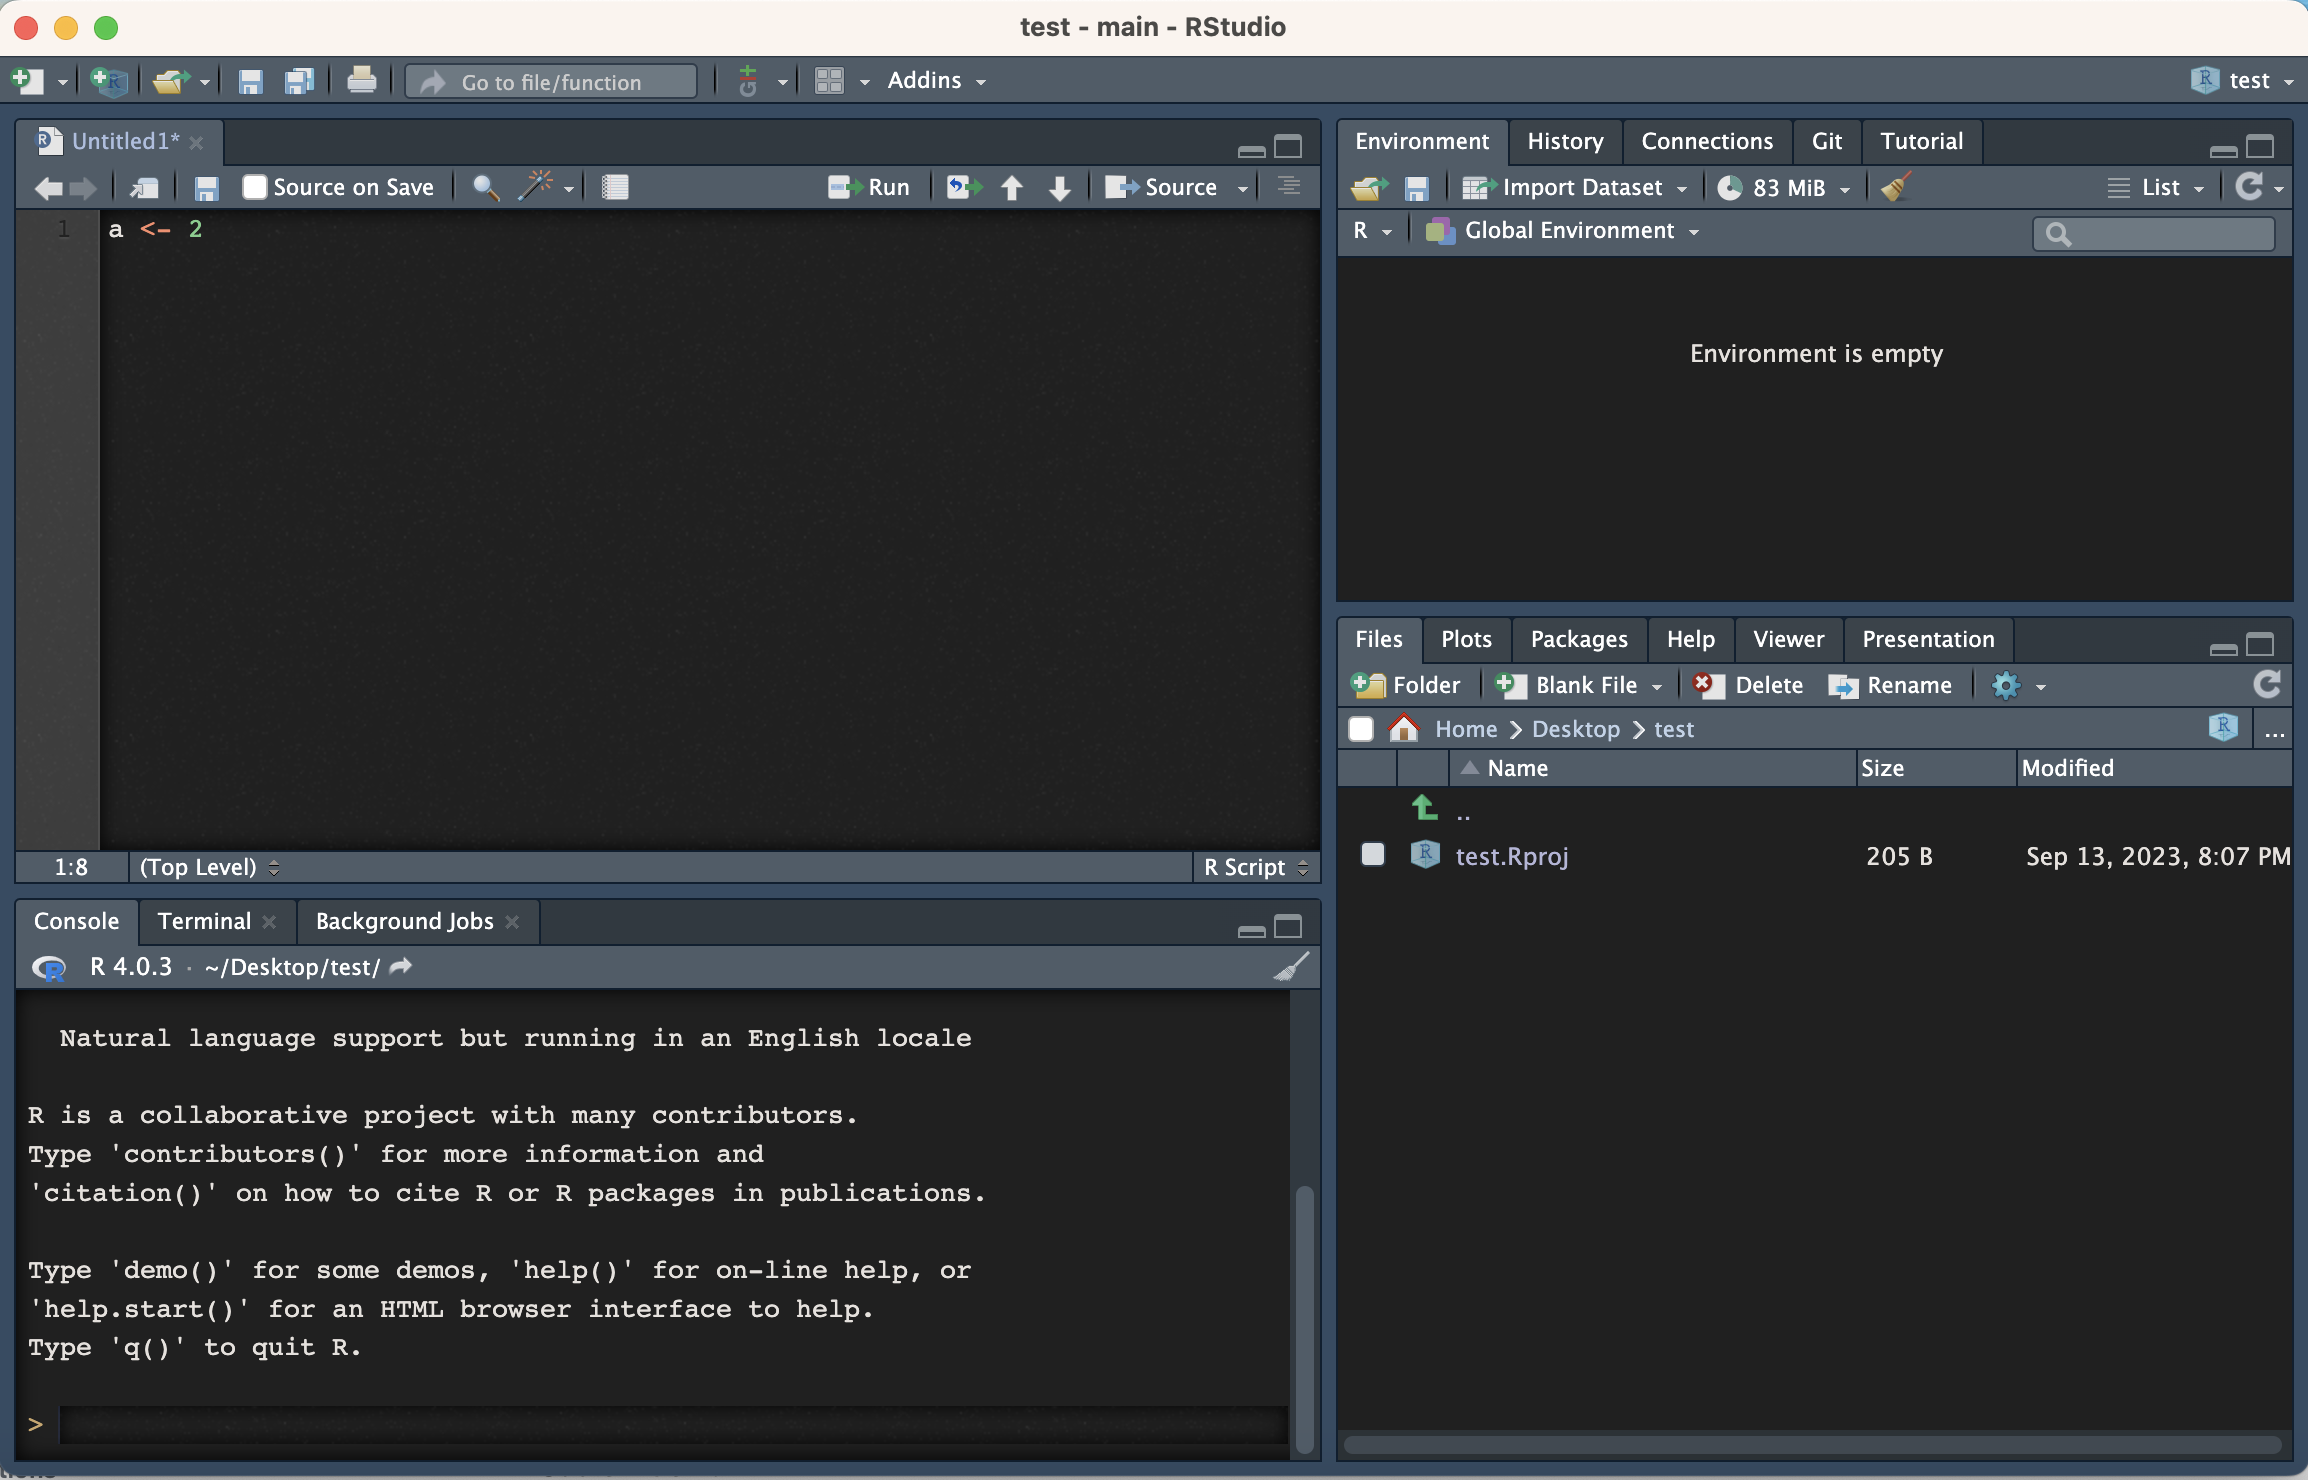 test - main - RStudio
Go to file/function
Addins
test
Untitled1*
Source on Save
Run
Source
1 a <- 2
1:8 (Top Level)
R Script
Console Terminal Background Jobs
R 4.0.3 · ~/Desktop/test/
Natural language support but running in an English locale
R is a collaborative project with many contributors.
Type 'contributors()' for more information and
'citation()' on how to cite R or R packages in publications.
Type 'demo()' for some demos, 'help()' for on-line help, or
'help.start()' for an HTML browser interface to help.
Type 'q()' to quit R.
>
Environment History Connections Git Tutorial
Import Dataset 83 MiB List
R Global Environment
Environment is empty
Files Plots Packages Help Viewer Presentation
Folder Blank File Delete Rename
Home Desktop test ...
Name Size Modified
..
test.Rproj 205 B Sep 13, 2023, 8:07 PM